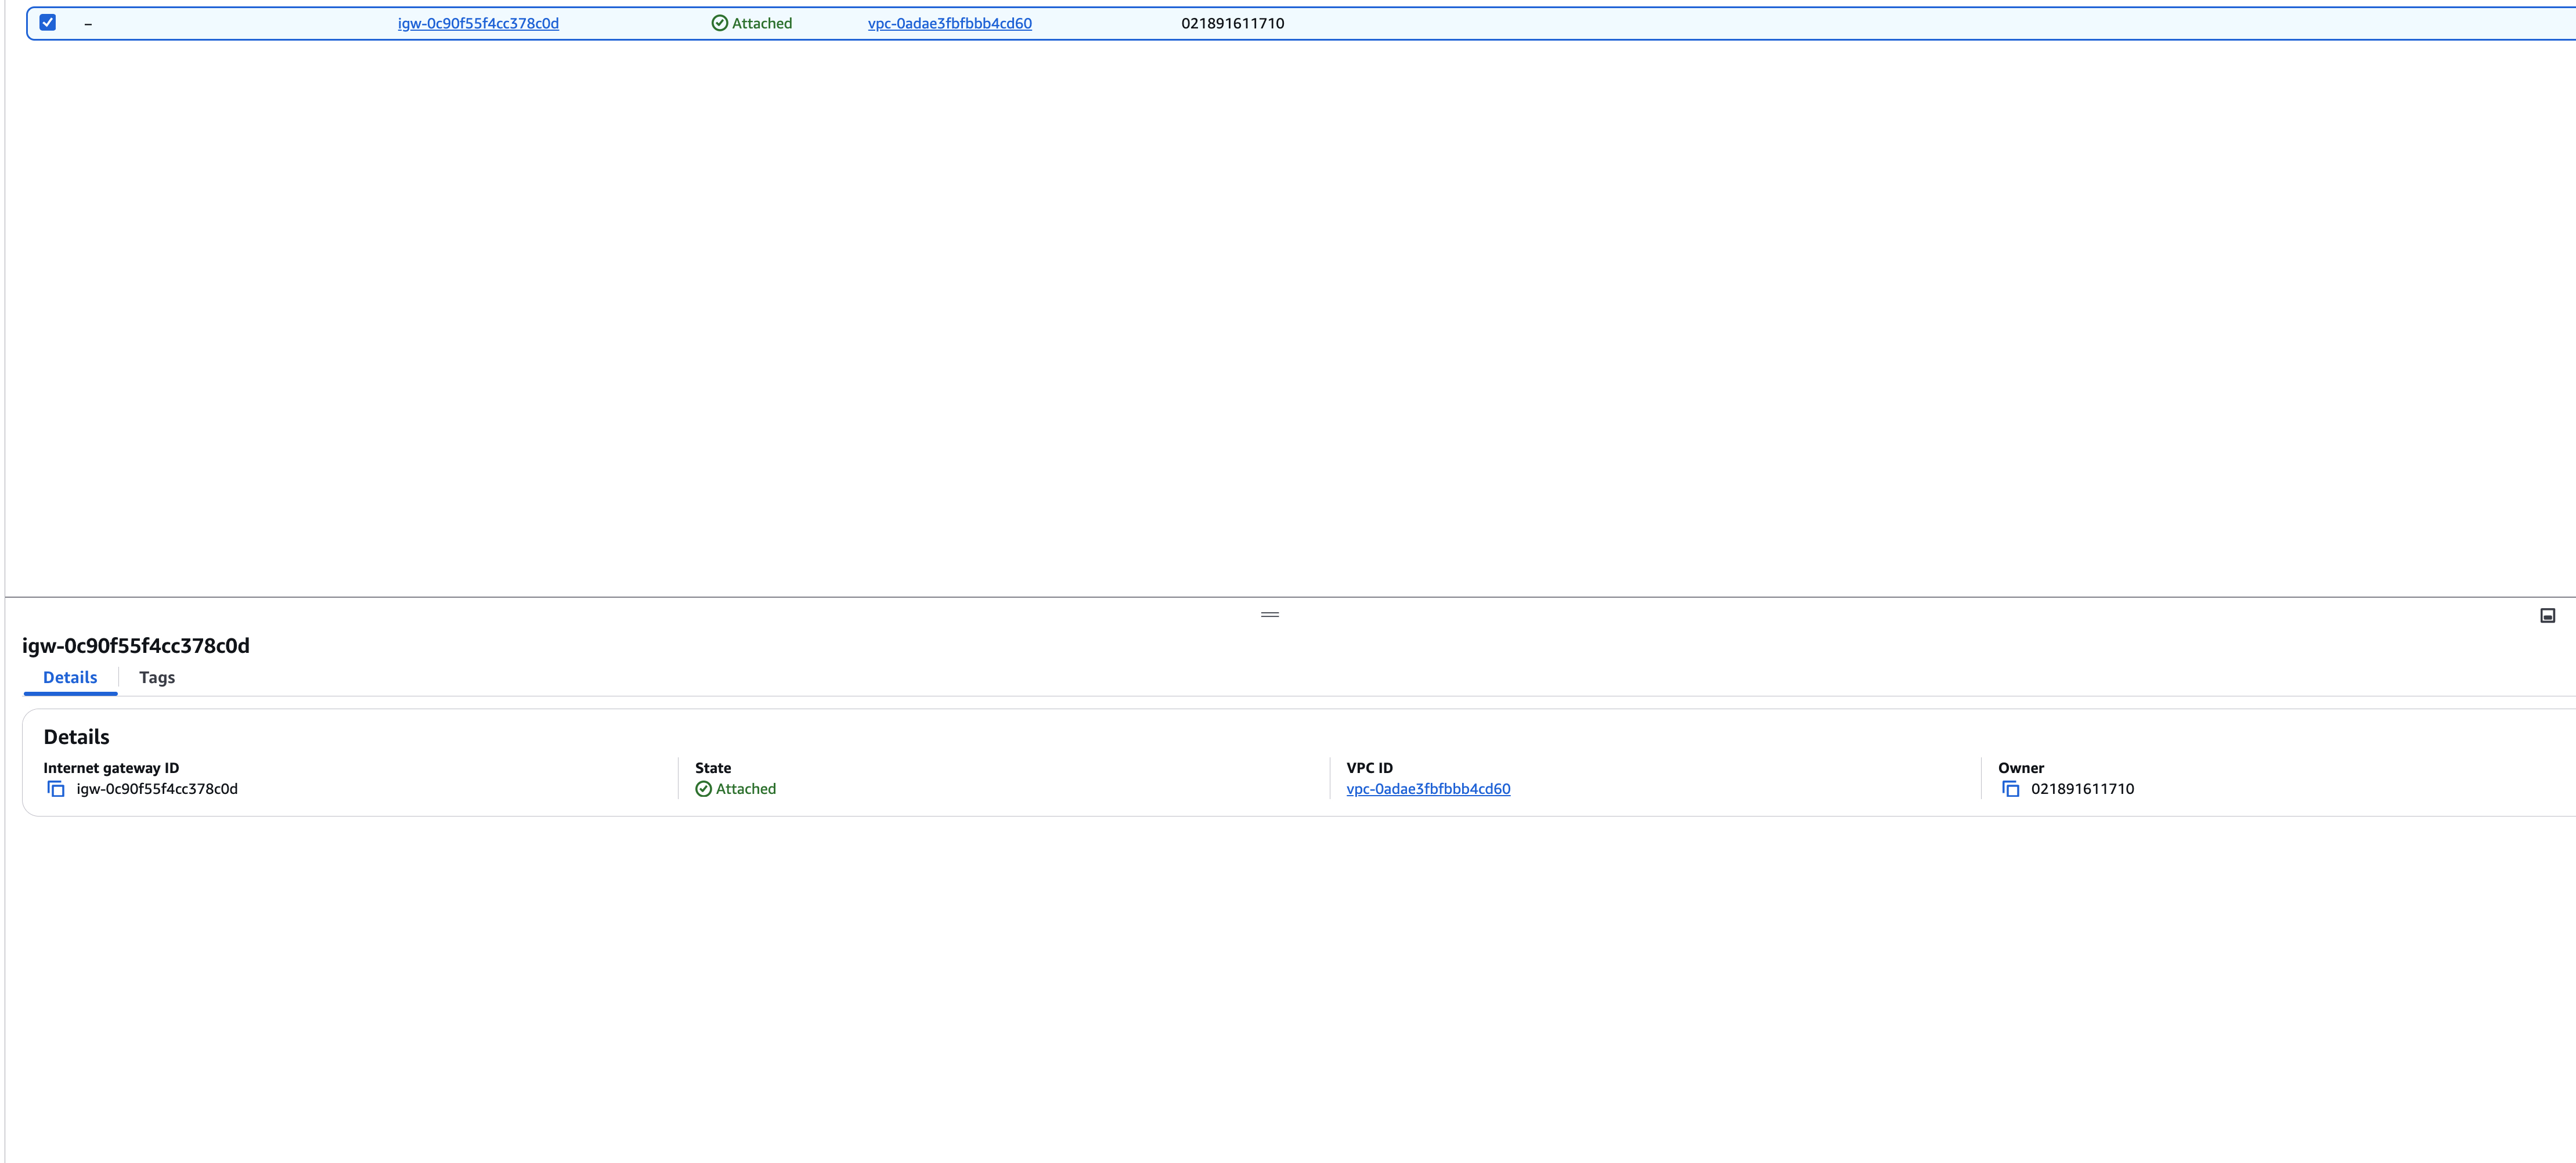 – igw-0c90f55f4cc378c0d Attached vpc-0adae3fbfbbb4cd60 021891611710
igw-0c90f55f4cc378c0d
Details Tags
Details
Internet gateway ID State VPC ID Owner
igw-0c90f55f4cc378c0d Attached vpc-0adae3fbfbbb4cd60 021891611710